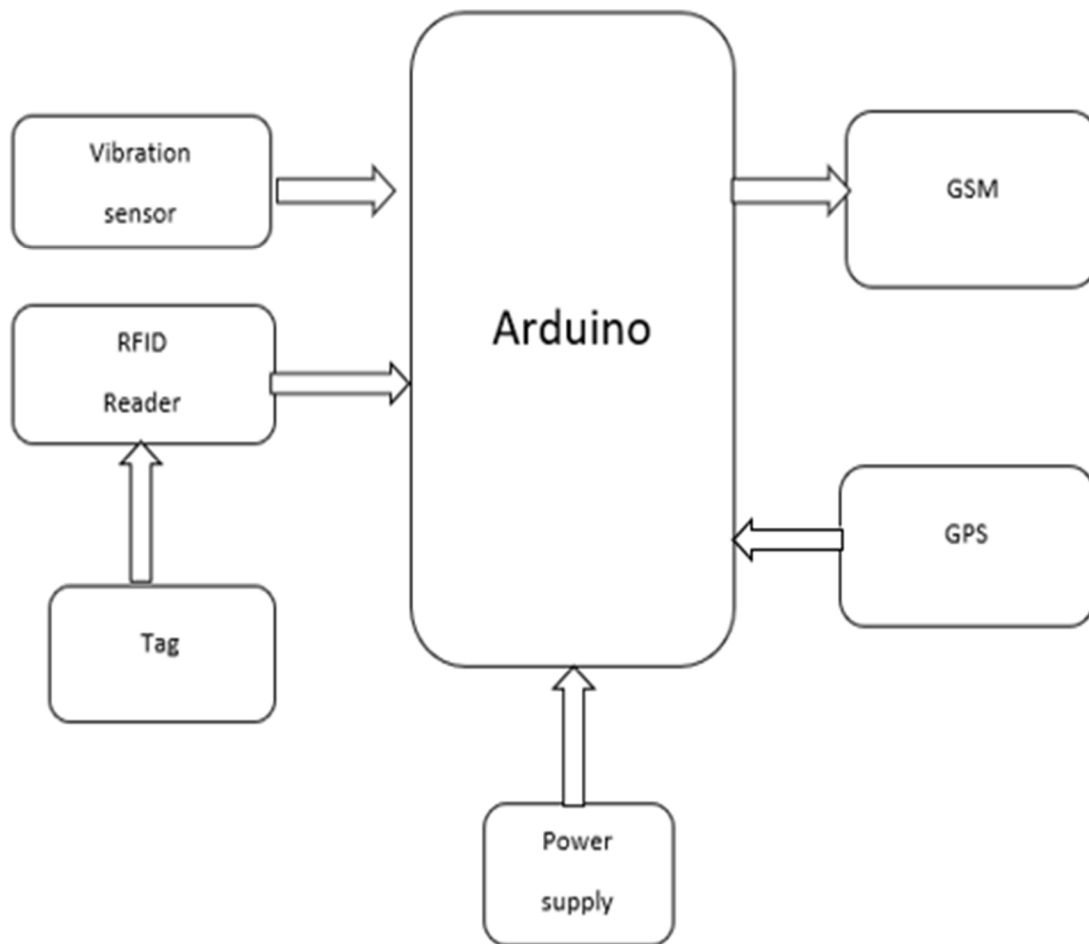 Vibration
sensor
GSM
Arduino
RFID
Reader
GPS
Tag
Power
supply